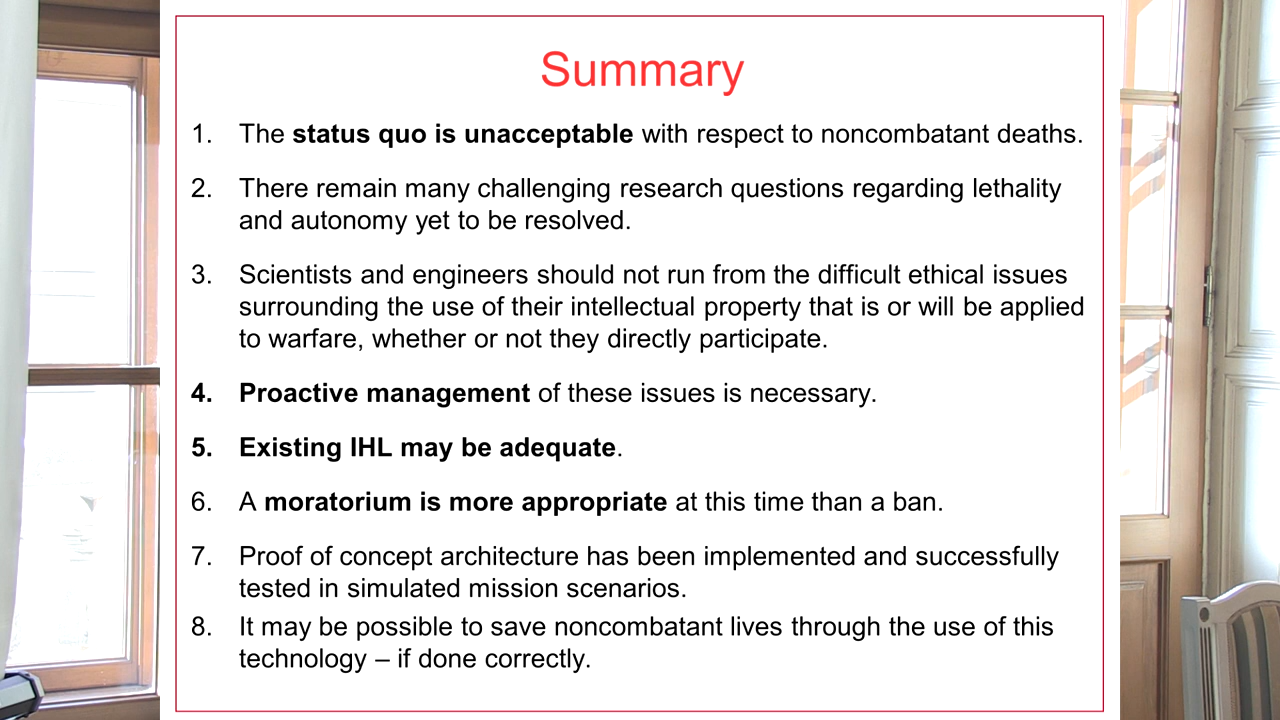 Summary
1. The status quo is unacceptable with respect to noncombatant deaths.
2. There remain many challenging research questions regarding lethality
and autonomy yet to be resolved.
3. Scientists and engineers should not run from the difficult ethical issues
surrounding the use of their intellectual property that is or will be applied
to warfare, whether or not they directly participate.
4. Proactive management of these issues is necessary.
5. Existing IHL may be adequate.
6. A moratorium is more appropriate at this time than a ban.
7. Proof of concept architecture has been implemented and successfully
tested in simulated mission scenarios.
8. It may be possible to save noncombatant lives through the use of this
technology – if done correctly.